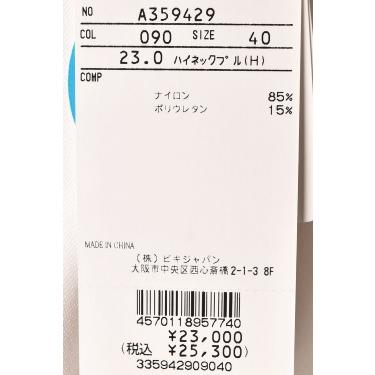 NO A359429
COL 090 SIZE 40
23.0 ハイネックプル(H)
COMP
ナイロン 85%
ポリウレタン 15%
MADE IN CHINA
(株)ピキジャパン
大阪市中央区西心斎橋2-1-3 8F
4570118957740
¥23,000
(税込 ¥25,300)
335942909040